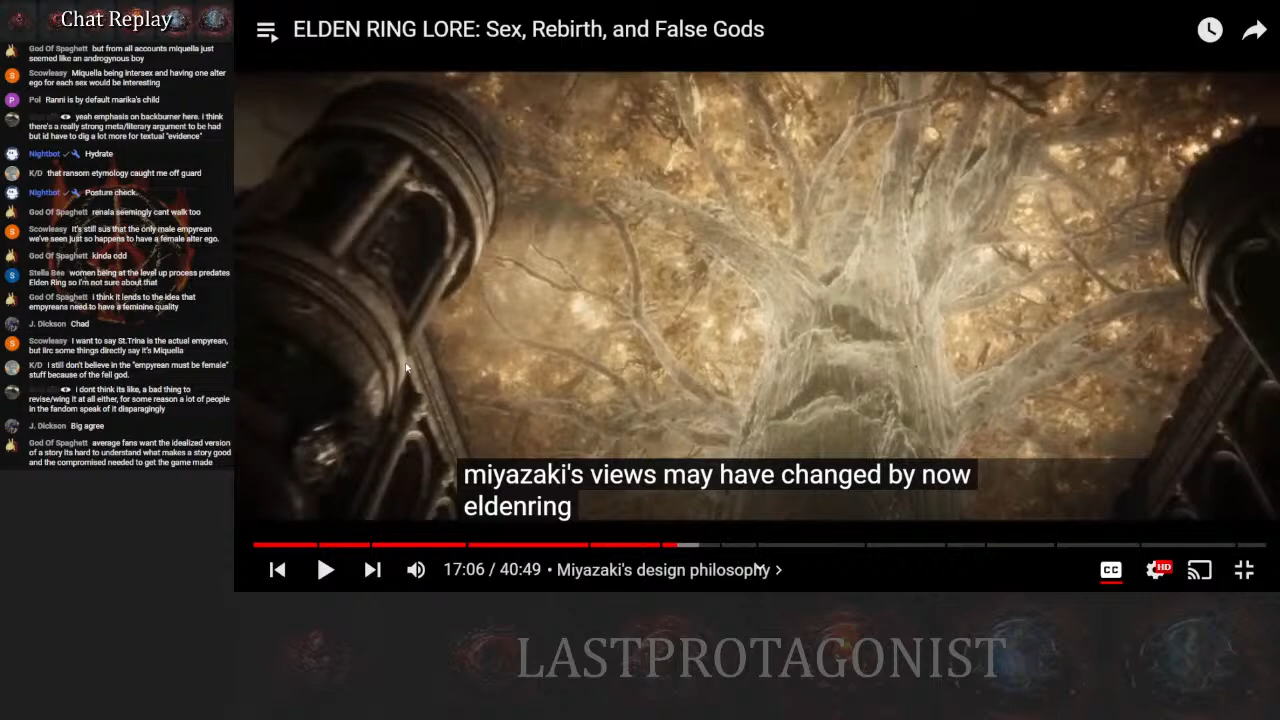 Chat Replay
God Of Spaghett but from all accounts miquella just
seemed like an androgynous boy
Scowleasy Miquella being intersex and having one alter
ego for each sex would be interesting
Pol Ranni is by default marika's child
yeah emphasis on backburner here. i think
there's a really strong meta/literary argument to be had
but id have to dig a lot more for textual "evidence"
Nightbot Hydrate
K/D that ransom etymology caught me off guard
Nightbot Posture check.
God Of Spaghett renala seemingly cant walk too
Scowleasy It's still sus that the only male empyrean
we've seen just so happens to have a female alter ego.
God Of Spaghett kinda odd
Stella Bee women being at the level up process predates
Elden Ring so I'm not sure about that
God Of Spaghett i think it lends to the idea that
empyreans need to have a feminine quality
J. Dickson Chad
Scowleasy I want to say St.Trina is the actual empyrean,
but iirc some things directly say it's Miquella
K/D I still don't believe in the "empyrean must be female"
stuff because of the fell god.
i dont think its like, a bad thing to
revise/wing it at all either, for some reason a lot of people
in the fandom speak of it disparagingly
J. Dickson Big agree
God Of Spaghett average fans want the idealized version
of a story its hard to understand what makes a story good
and the compromised needed to get the game made
ELDEN RING LORE: Sex, Rebirth, and False Gods
miyazaki's views may have changed by now
eldenring
17:06 / 40:49 • Miyazaki's design philosophy >
CC
HD
LASTPROTAGONIST